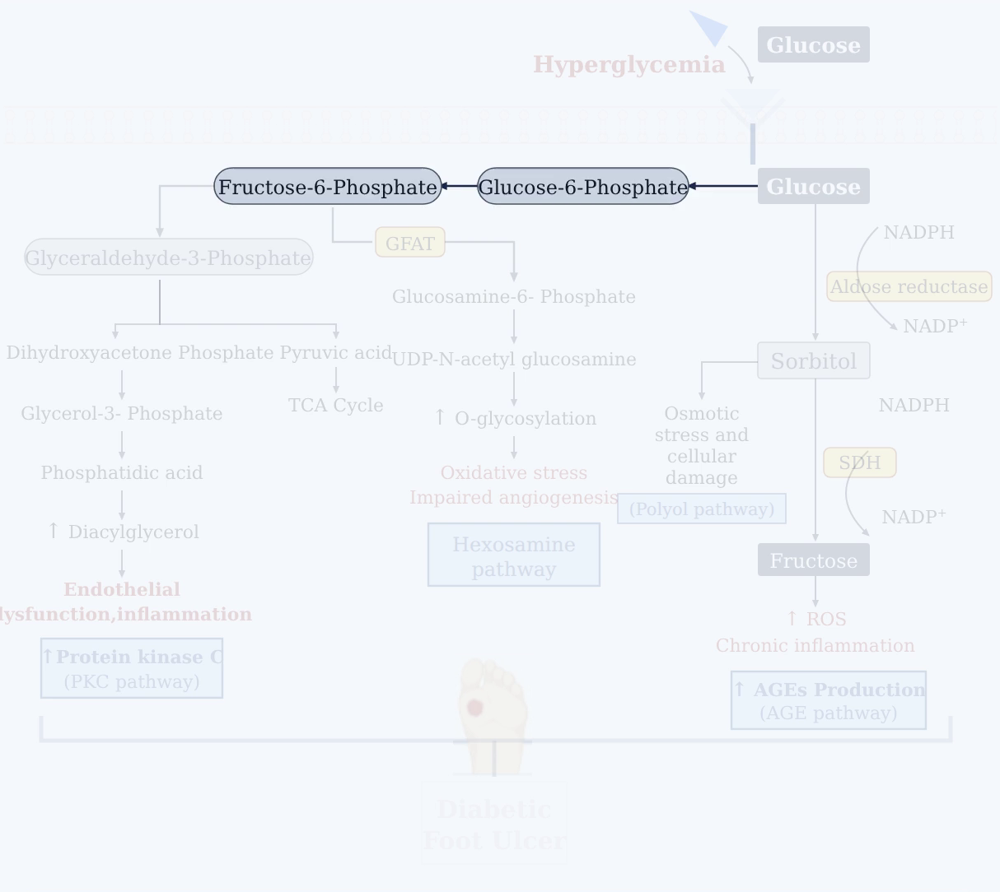 Glucose
Hyperglycemia
Fructose-6-Phosphate
Glucose-6-Phosphate
Glucose
NADPH
GFAT
Glyceraldehyde-3-Phosphate
Aldose reductase
Glucosamine-6- Phosphate
NADP⁺
Dihydroxyacetone Phosphate
Pyruvic acid
UDP-N-acetyl glucosamine
Sorbitol
TCA Cycle
NADPH
Glycerol-3- Phosphate
↑ O-glycosylation
Osmotic
stress and
cellular
damage
SDH
Phosphatidic acid
Oxidative stress
Impaired angiogenesis
(Polyol pathway)
NADP⁺
↑ Diacylglycerol
Hexosamine
pathway
Fructose
Endothelial
dysfunction,inflammation
↑ ROS
Chronic inflammation
↑Protein kinase C
(PKC pathway)
↑ AGEs Production
(AGE pathway)
Diabetic
Foot Ulcer